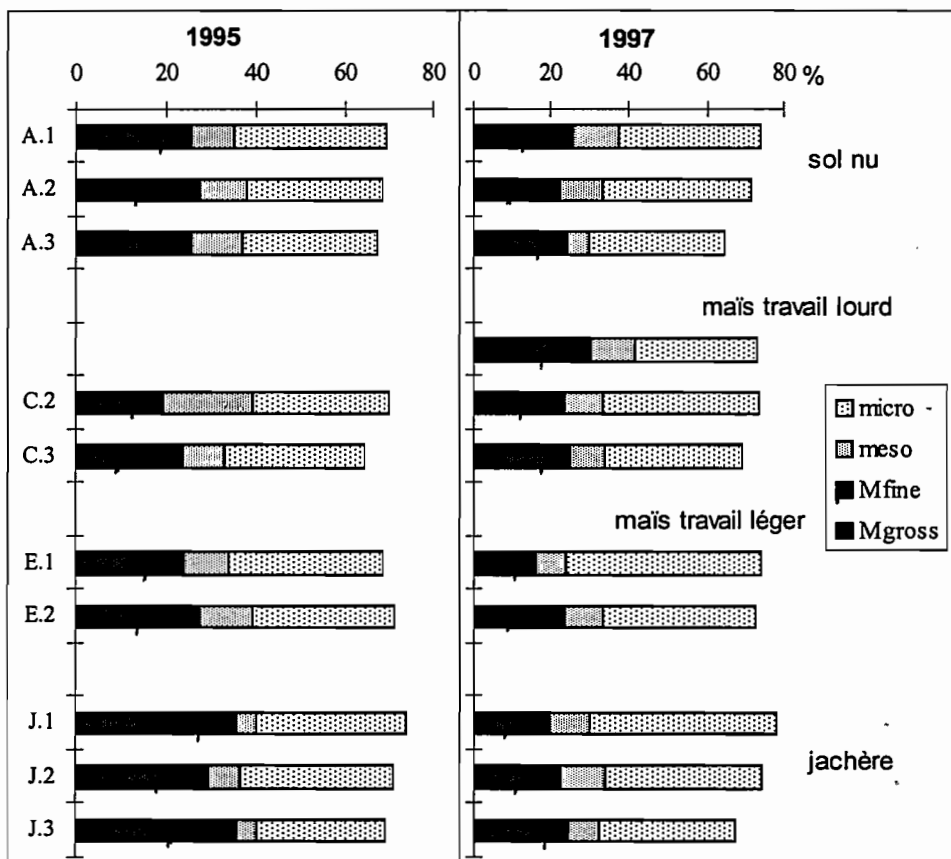 1995
1997
0 20 40 60 80
0 20 40 60 80 %
A.1
sol nu
A.2
A.3
maïs travail lourd
C.2
C.3
maïs travail léger
E.1
E.2
J.1
J.2
jachère
J.3
micro
meso
Mfine
Mgross